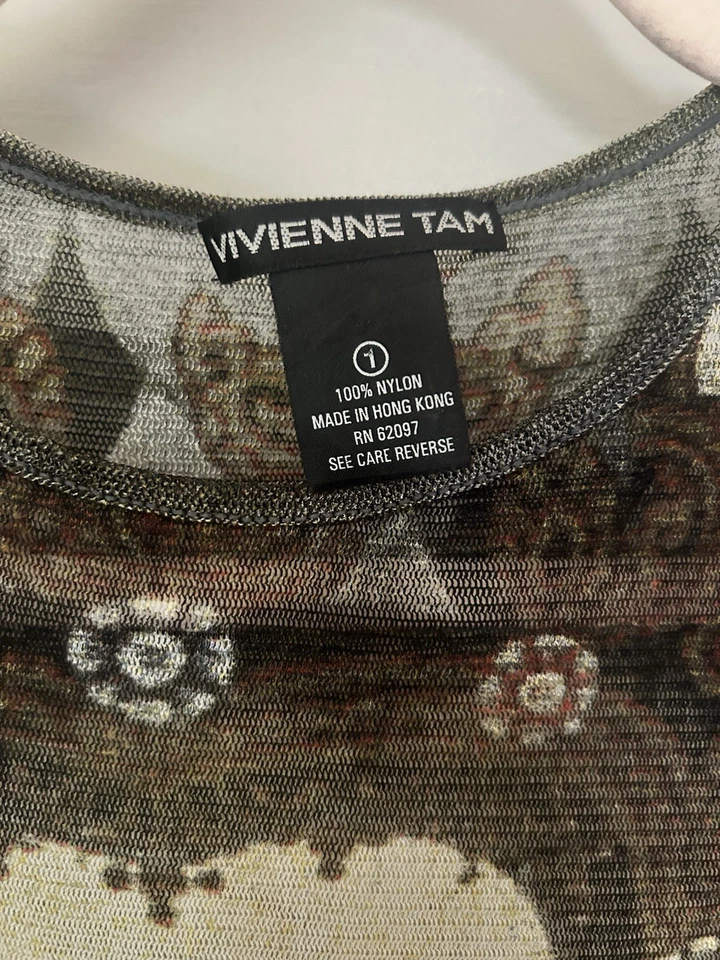 VIVIENNE TAM
1
100% NYLON
MADE IN HONG KONG
RN 62097
SEE CARE REVERSE